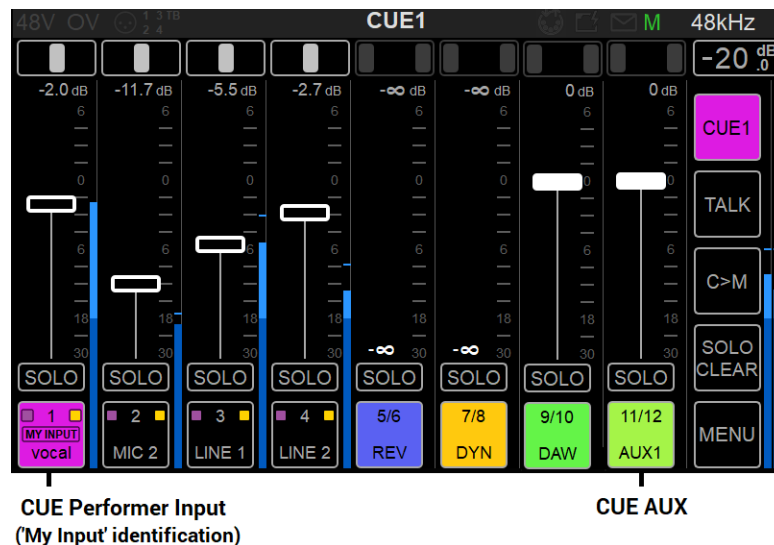 48V OV 1 3 TB CUE1 M 48kHz
2 4
-20 dB
.0
-2.0 dB -11.7 dB -5.5 dB -2.7 dB -∞ dB -∞ dB 0 dB 0 dB
6 6 6 6 6 6 6 6
CUE1
0 0 0 0 0 0 0 0
TALK
6 6 6 6 6 6 6 6
C>M
18 18 18 18 18 18 18 18
30 30 30 30 -∞ 30 -∞ 30 30 30
SOLO
CLEAR
SOLO SOLO SOLO SOLO SOLO SOLO SOLO SOLO
1 2 3 4 5/6 7/8 9/10 11/12
MY INPUT
vocal MIC 2 LINE 1 LINE 2 REV DYN DAW AUX1
MENU
CUE Performer Input
('My Input' identification)
CUE AUX